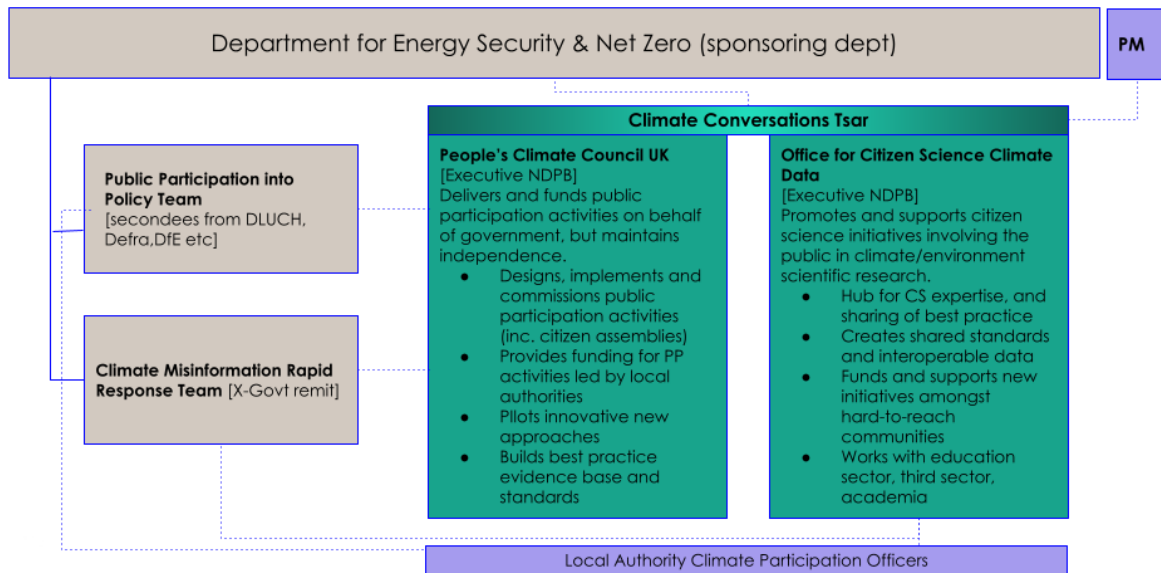 Department for Energy Security & Net Zero (sponsoring dept)
PM
Climate Conversations Tsar
Public Participation into
Policy Team
[secondees from DLUCH,
Defra,DfE etc]
Climate Misinformation Rapid
Response Team [X-Govt remit]
People's Climate Council UK
[Executive NDPB]
Delivers and funds public
participation activities on behalf
of government, but maintains
independence.
● Designs, implements and
commissions public
participation activities
(inc. citizen assemblies)
● Provides funding for PP
activities led by local
authorities
● PIlots innovative new
approaches
● Builds best practice
evidence base and
standards
Office for Citizen Science Climate
Data
[Executive NDPB]
Promotes and supports citizen
science initiatives involving the
public in climate/environment
scientific research.
● Hub for CS expertise, and
sharing of best practice
● Creates shared standards
and interoperable data
● Funds and supports new
initiatives amongst
hard-to-reach
communities
● Works with education
sector, third sector,
academia
Local Authority Climate Participation Officers